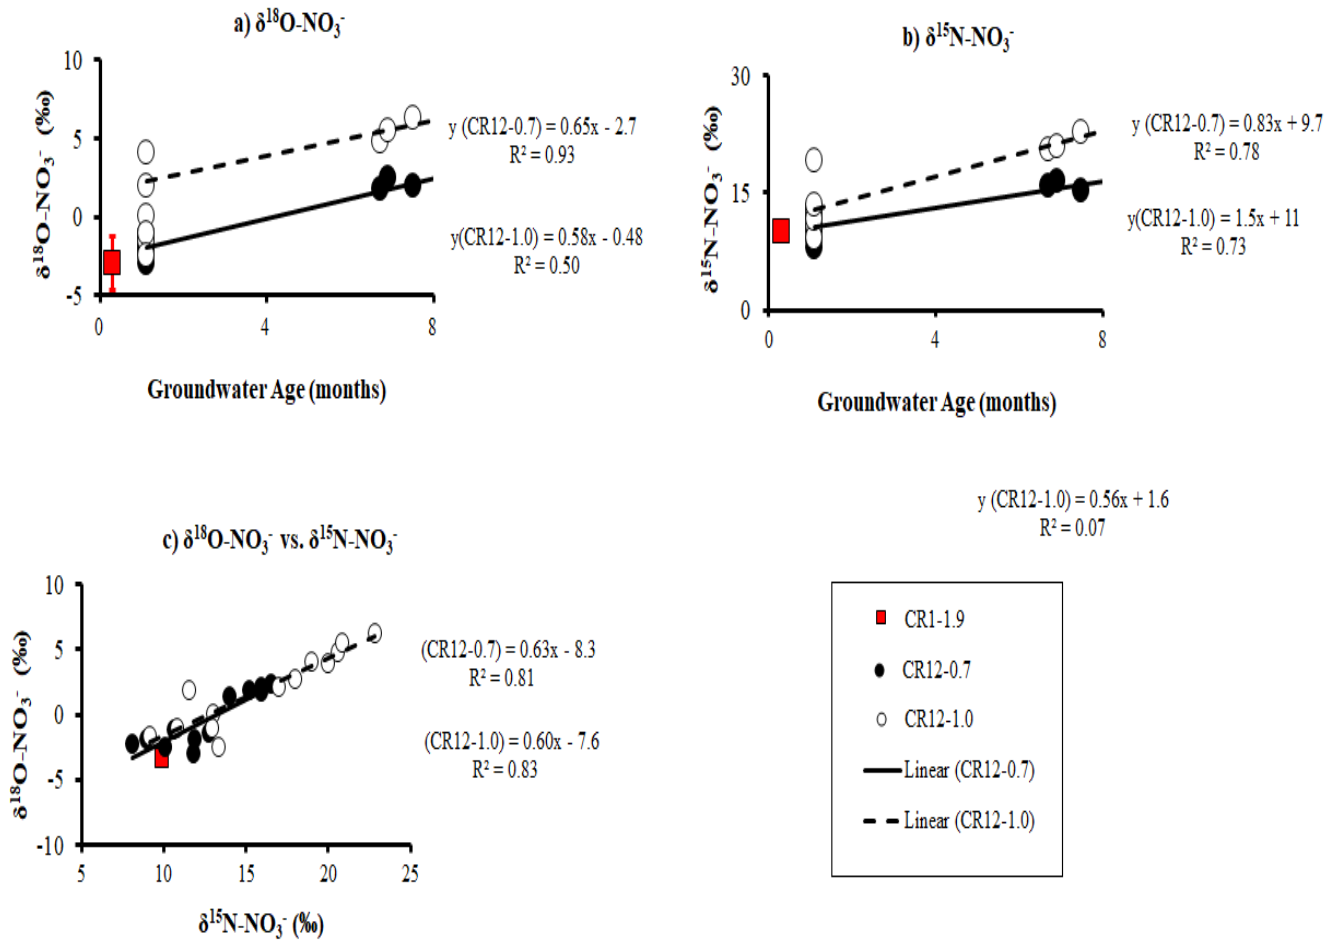 a) δ¹⁸O-NO₃⁻
δ¹⁸O-NO₃⁻ (‰)
10
5
0
-5
0
4
8
Groundwater Age (months)
y (CR12-0.7) = 0.65x - 2.7
R² = 0.93
y(CR12-1.0) = 0.58x - 0.48
R² = 0.50
b) δ¹⁵N-NO₃⁻
δ¹⁵N-NO₃⁻ (‰)
30
15
0
0
4
8
Groundwater Age (months)
y (CR12-0.7) = 0.83x + 9.7
R² = 0.78
y(CR12-1.0) = 1.5x + 11
R² = 0.73
y (CR12-1.0) = 0.56x + 1.6
R² = 0.07
c) δ¹⁸O-NO₃⁻ vs. δ¹⁵N-NO₃⁻
δ¹⁸O-NO₃⁻ (‰)
10
5
0
-5
-10
5
10
15
20
25
δ¹⁵N-NO₃⁻ (‰)
(CR12-0.7) = 0.63x - 8.3
R² = 0.81
(CR12-1.0) = 0.60x - 7.6
R² = 0.83
CR1-1.9
CR12-0.7
CR12-1.0
Linear (CR12-0.7)
Linear (CR12-1.0)